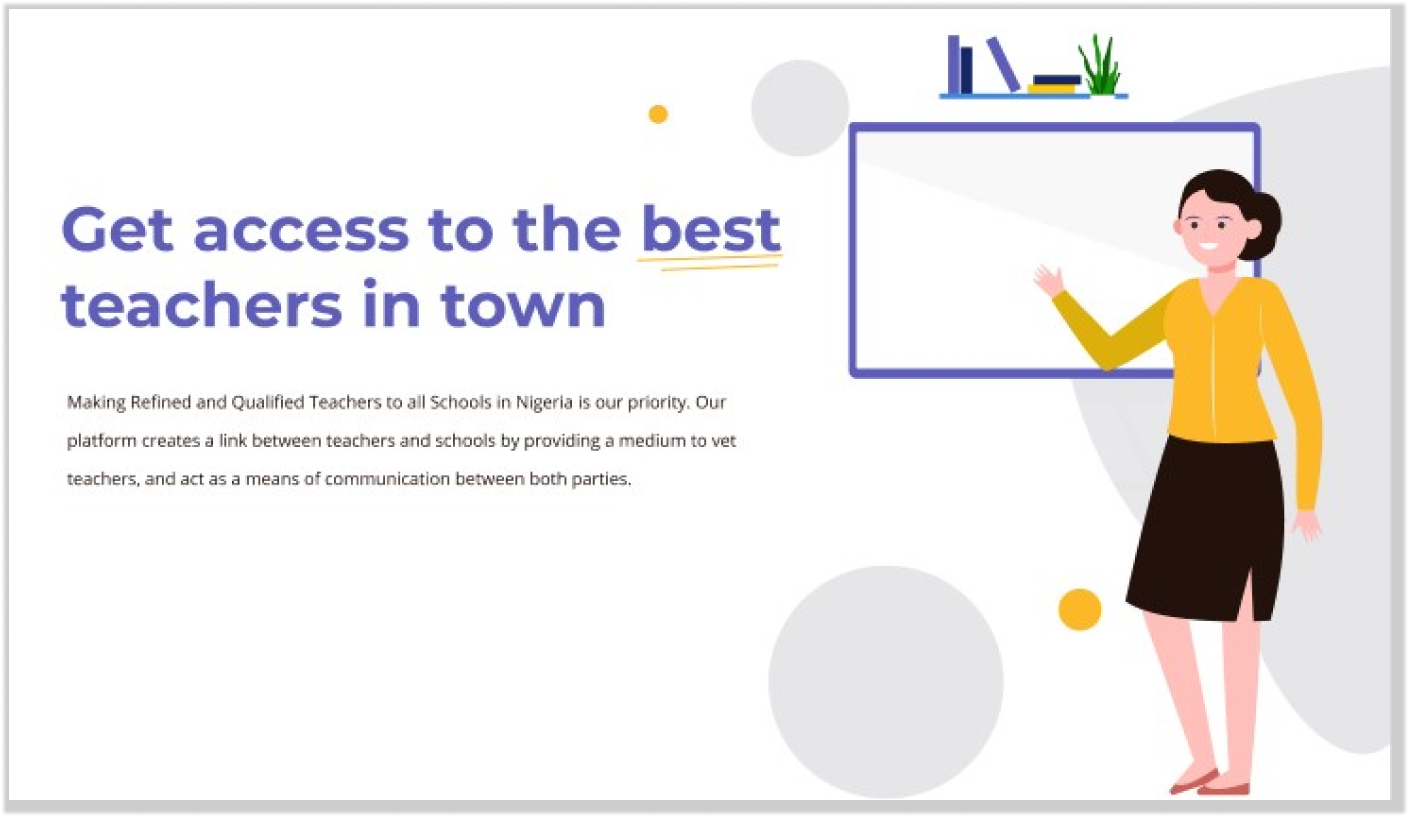 Get access to the best
teachers in town
Making Refined and Qualified Teachers to all Schools in Nigeria is our priority. Our
platform creates a link between teachers and schools by providing a medium to vet
teachers, and act as a means of communication between both parties.